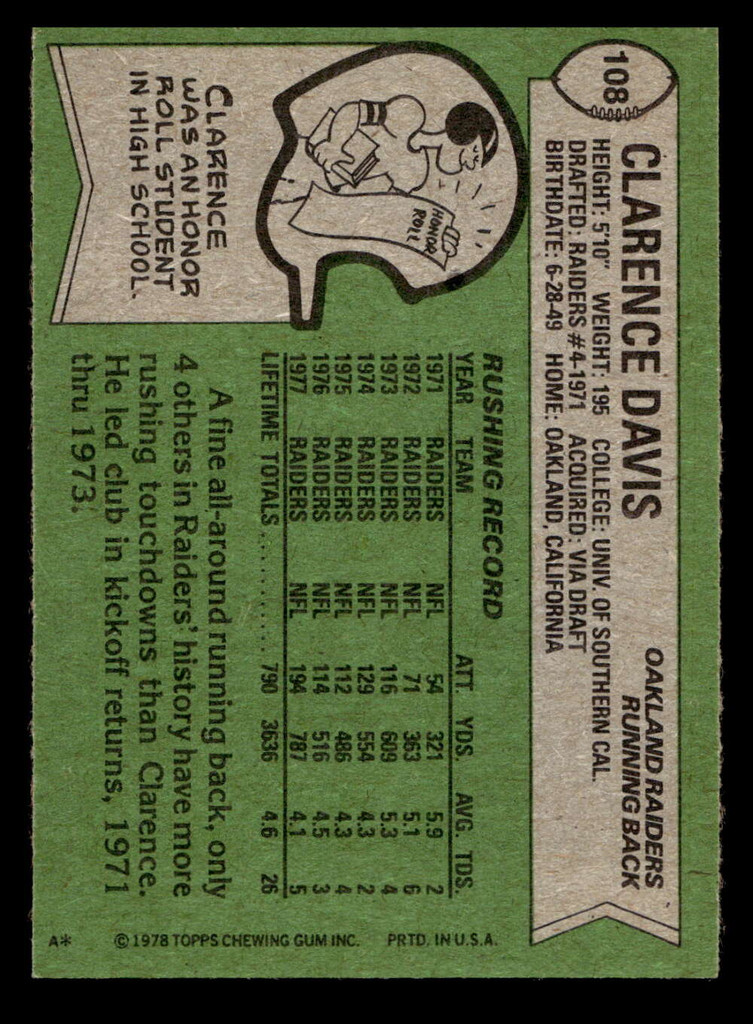 108
CLARENCE DAVIS
OAKLAND RAIDERS
RUNNING BACK
HEIGHT: 5'10" WEIGHT: 195 COLLEGE: UNIV. OF SOUTHERN CAL.
DRAFTED: RAIDERS #4-1971 ACQUIRED: VIA DRAFT
BIRTHDATE: 6-28-49 HOME: OAKLAND, CALIFORNIA
HONOR
ROLL
CLARENCE
WAS AN HONOR
ROLL STUDENT
IN HIGH SCHOOL.
RUSHING RECORD
YEAR TEAM ATT. YDS. AVG. TDS.
1971 RAIDERS NFL 54 321 5.9 2
1972 RAIDERS NFL 71 363 5.1 6
1973 RAIDERS NFL 116 609 5.3 4
1974 RAIDERS NFL 129 554 4.3 2
1975 RAIDERS NFL 112 486 4.3 4
1976 RAIDERS NFL 114 516 4.5 3
1977 RAIDERS NFL 194 787 4.1 5
LIFETIME TOTALS............ 790 3636 4.6 26
A fine all-around running back, only
4 others in Raiders' history have more
rushing touchdowns than Clarence.
He led club in kickoff returns, 1971
thru 1973.
A* ©1978 TOPPS CHEWING GUM INC. PRTD. IN U.S.A.